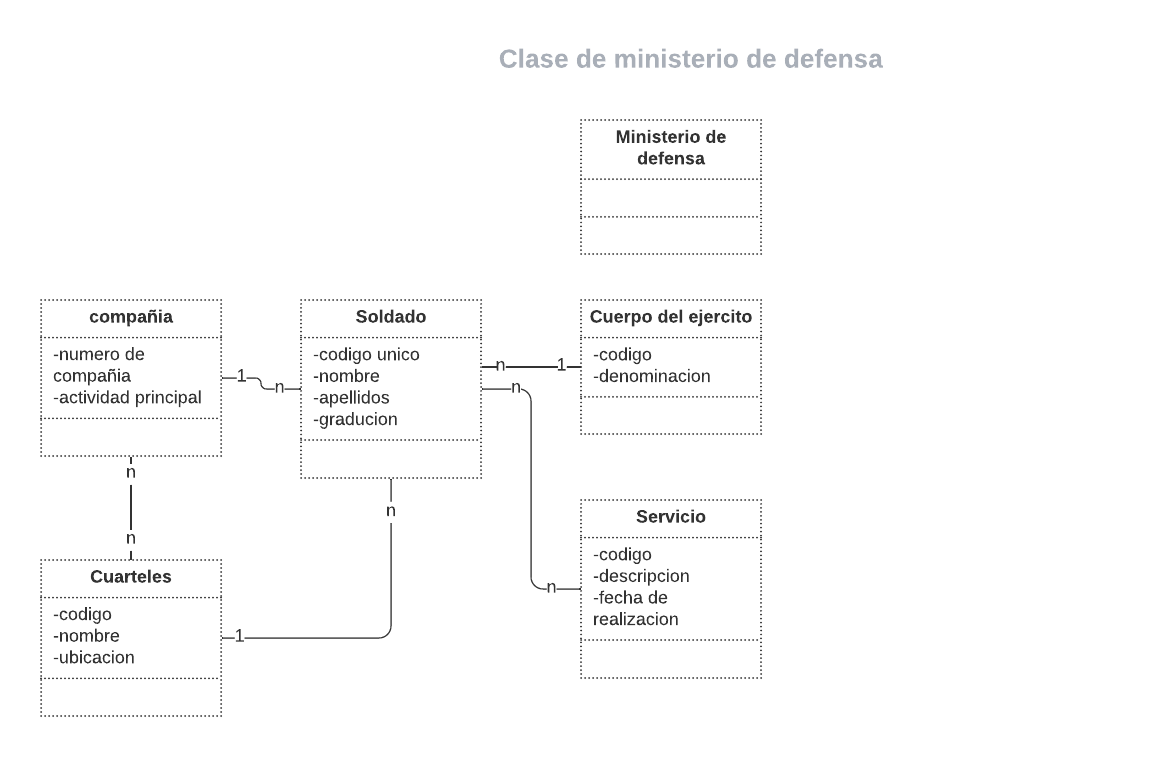 Clase de ministerio de defensa
Ministerio de
defensa
compañia
-numero de
compañia
-actividad principal
1
n
Soldado
-codigo unico
-nombre
-apellidos
-graducion
n
1
n
Cuerpo del ejercito
-codigo
-denominacion
n
n
n
Servicio
-codigo
-descripcion
-fecha de
realizacion
n
Cuarteles
-codigo
-nombre
-ubicacion
1